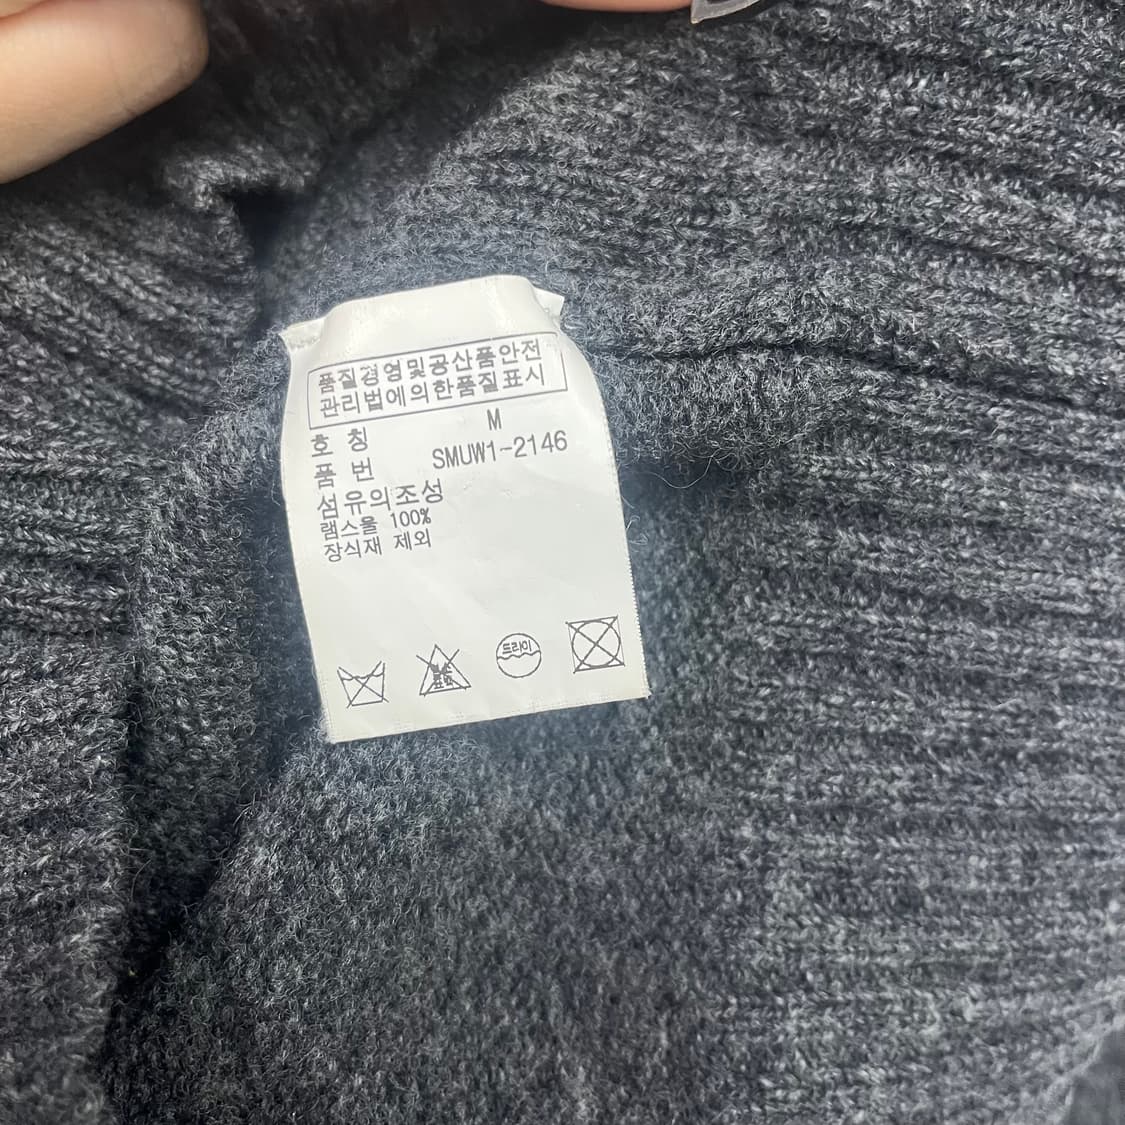 품질경영및공산품안전
관리법에의한품질표시
호 칭 M
품 번 SMUW1-2146
섬유의조성
램스울 100%
장식재 제외
드라이